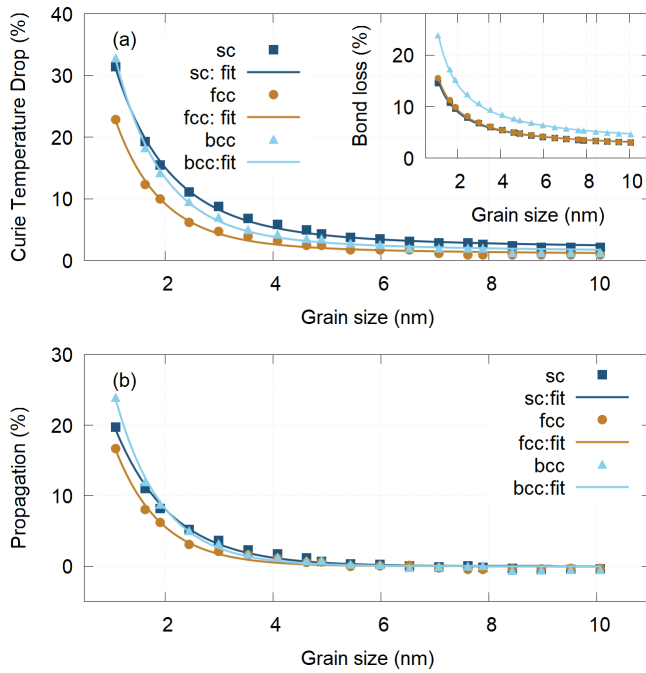 40
30
20
10
0
Curie Temperature Drop (%)
(a)
sc
sc: fit
fcc
fcc: fit
bcc
bcc:fit
2
4
6
8
10
Grain size (nm)
Bond loss (%)
20
10
0
2
4
6
8
10
Grain size (nm)
30
20
10
0
Propagation (%)
(b)
sc
sc:fit
fcc
fcc:fit
bcc
bcc:fit
2
4
6
8
10
Grain size (nm)